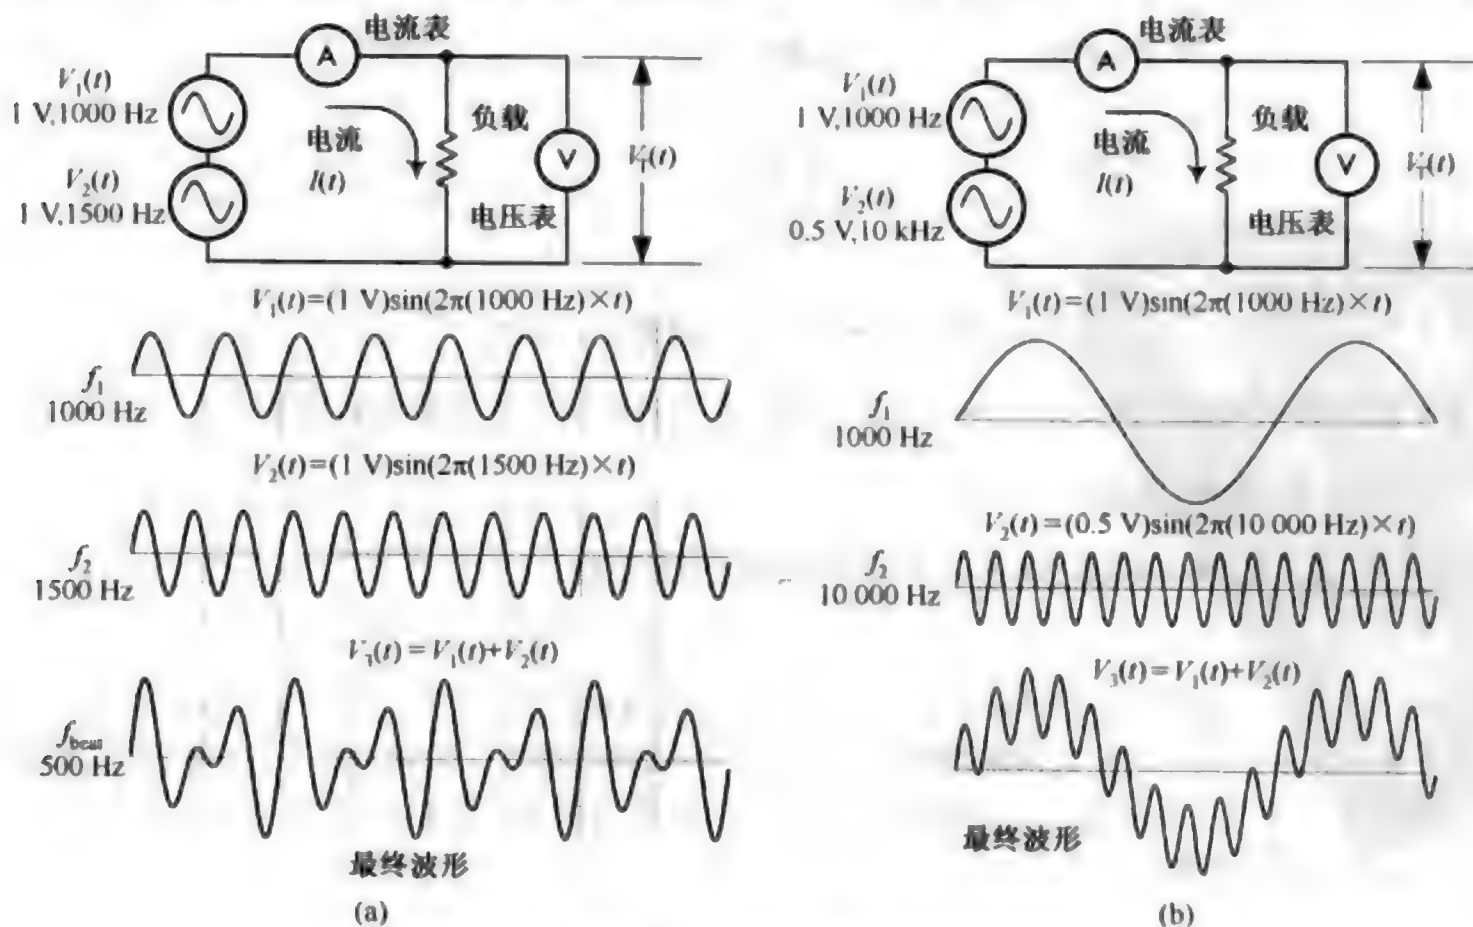 电流表
A
V₁(t)
1 V,1000 Hz
V₂(t)
1 V,1500 Hz
电流
I(t)
负载
V
电压表
V_T(t)
V₁(t)=(1 V)sin(2π(1000 Hz)×t)
f₁
1000 Hz
V₂(t)=(1 V)sin(2π(1500 Hz)×t)
f₂
1500 Hz
V₃(t)=V₁(t)+V₂(t)
f_beat
500 Hz
最终波形
(a)
电流表
A
V₁(t)
1 V,1000 Hz
V₂(t)
0.5 V,10 kHz
电流
I(t)
负载
V
电压表
V_T(t)
V₁(t)=(1 V)sin(2π(1000 Hz)×t)
f₁
1000 Hz
V₂(t)=(0.5 V)sin(2π(10 000 Hz)×t)
f₂
10 000 Hz
V₃(t)=V₁(t)+V₂(t)
最终波形
(b)